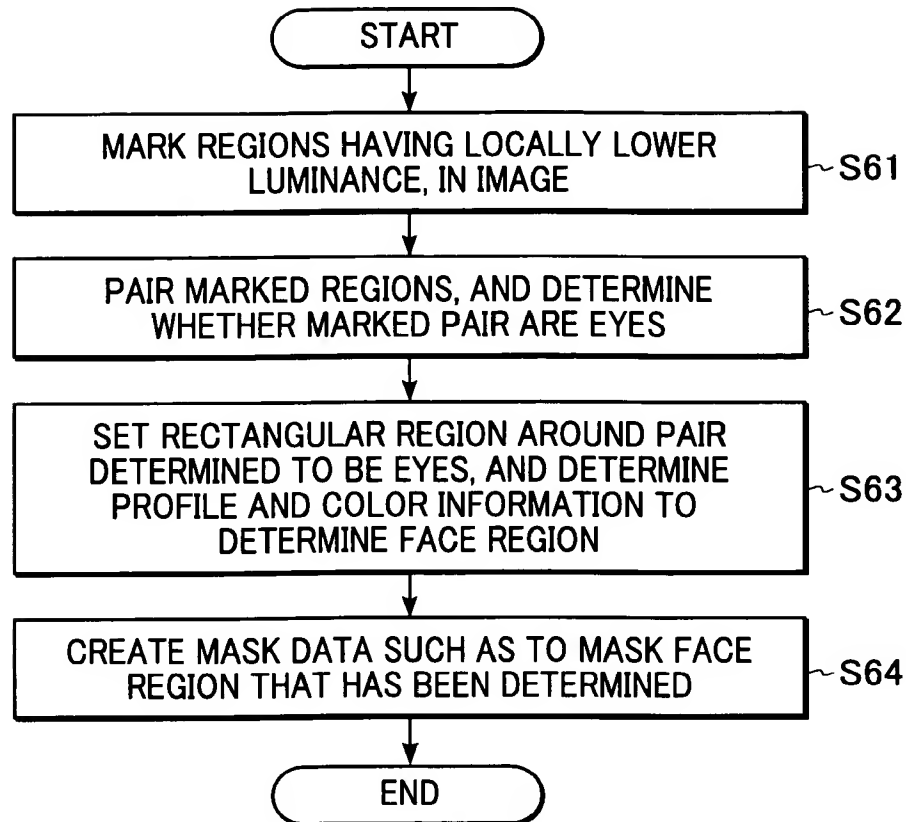 START
MARK REGIONS HAVING LOCALLY LOWER
LUMINANCE, IN IMAGE
S61
PAIR MARKED REGIONS, AND DETERMINE
WHETHER MARKED PAIR ARE EYES
S62
SET RECTANGULAR REGION AROUND PAIR
DETERMINED TO BE EYES, AND DETERMINE
PROFILE AND COLOR INFORMATION TO
DETERMINE FACE REGION
S63
CREATE MASK DATA SUCH AS TO MASK FACE
REGION THAT HAS BEEN DETERMINED
S64
END